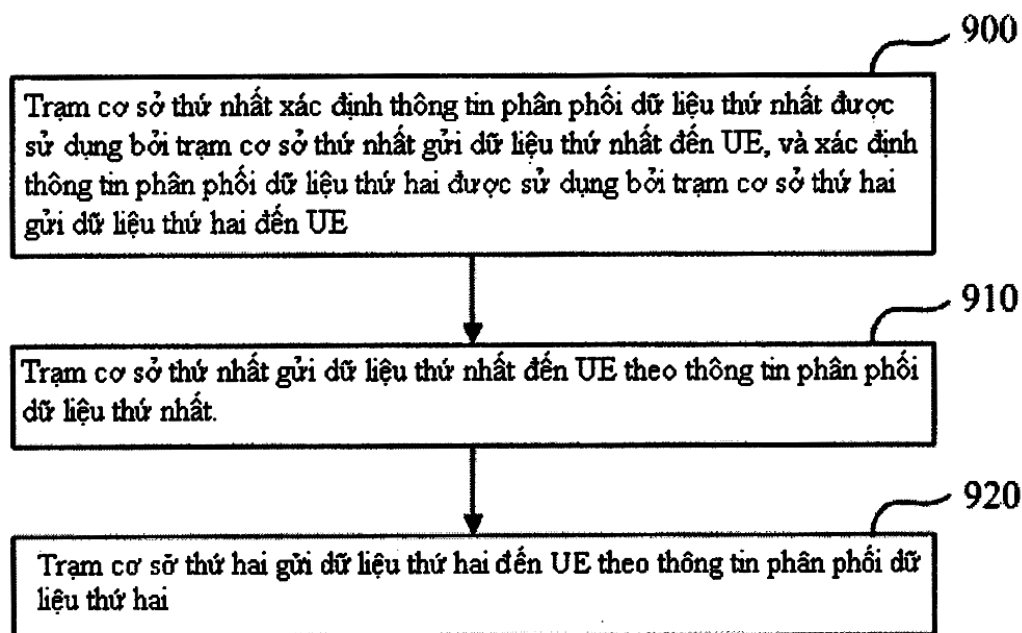 900
Trạm cơ sở thứ nhất xác định thông tin phân phối dữ liệu thứ nhất được
sử dụng bởi trạm cơ sở thứ nhất gửi dữ liệu thứ nhất đến UE, và xác định
thông tin phân phối dữ liệu thứ hai được sử dụng bởi trạm cơ sở thứ hai
gửi dữ liệu thứ hai đến UE
910
Trạm cơ sở thứ nhất gửi dữ liệu thứ nhất đến UE theo thông tin phân phối
dữ liệu thứ nhất.
920
Trạm cơ sở thứ hai gửi dữ liệu thứ hai đến UE theo thông tin phân phối dữ
liệu thứ hai